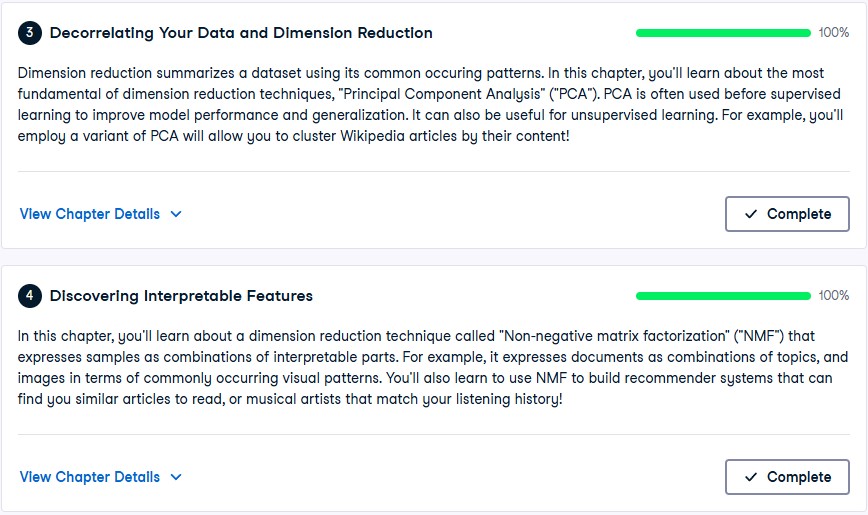 3 Decorrelating Your Data and Dimension Reduction
100%
Dimension reduction summarizes a dataset using its common occuring patterns. In this chapter, you'll learn about the most
fundamental of dimension reduction techniques, "Principal Component Analysis" ("PCA"). PCA is often used before supervised
learning to improve model performance and generalization. It can also be useful for unsupervised learning. For example, you'll
employ a variant of PCA will allow you to cluster Wikipedia articles by their content!
View Chapter Details
Complete
4 Discovering Interpretable Features
100%
In this chapter, you'll learn about a dimension reduction technique called "Non-negative matrix factorization" ("NMF") that
expresses samples as combinations of interpretable parts. For example, it expresses documents as combinations of topics, and
images in terms of commonly occurring visual patterns. You'll also learn to use NMF to build recommender systems that can
find you similar articles to read, or musical artists that match your listening history!
View Chapter Details
Complete